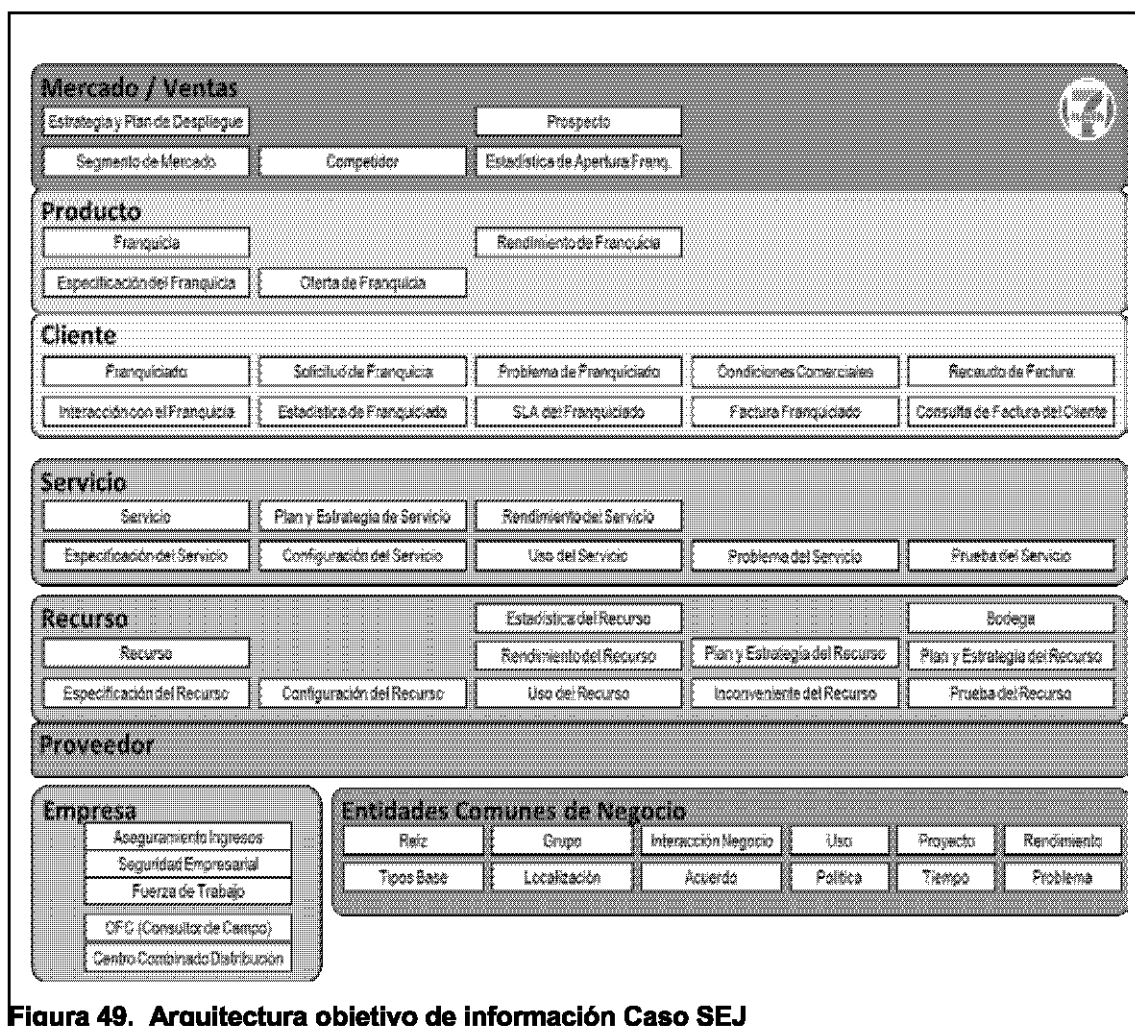 Mercado / Ventas
Estrategia y Plan de Despliegue
Prospecto
Segmento de Mercado
Competidor
Estadística de Apertura Franq.
Producto
Franquicia
Rendimiento de Franquicia
Especificación del Franquicia
Oferta de Franquicia
Cliente
Franquiciado
Solicitud de Franquicia
Problema de Franquiciado
Condiciones Comerciales
Recaudo de Factura
Interacción con el Franquicia
Estadística de Franquiciado
SLA del Franquiciado
Factura Franquiciado
Consulta de Factura del Cliente
Servicio
Servicio
Plan y Estrategia de Servicio
Rendimiento del Servicio
Especificación del Servicio
Configuración del Servicio
Uso del Servicio
Problema del Servicio
Prueba del Servicio
Recurso
Estadística del Recurso
Bodega
Recurso
Rendimiento del Recurso
Plan y Estrategia del Recurso
Plan y Estrategia del Recurso
Especificación del Recurso
Configuración del Recurso
Uso del Recurso
Inconveniente del Recurso
Prueba del Recurso
Proveedor
Empresa
Aseguramiento Ingresos
Seguridad Empresarial
Fuerza de Trabajo
OFC (Consultor de Campo)
Centro Combinado Distribución
Entidades Comunes de Negocio
Raíz
Grupo
Interacción Negocio
Uso
Proyecto
Rendimiento
Tipos Base
Localización
Acuerdo
Política
Tiempo
Problema
Figura 49. Arquitectura objetivo de información Caso SEJ